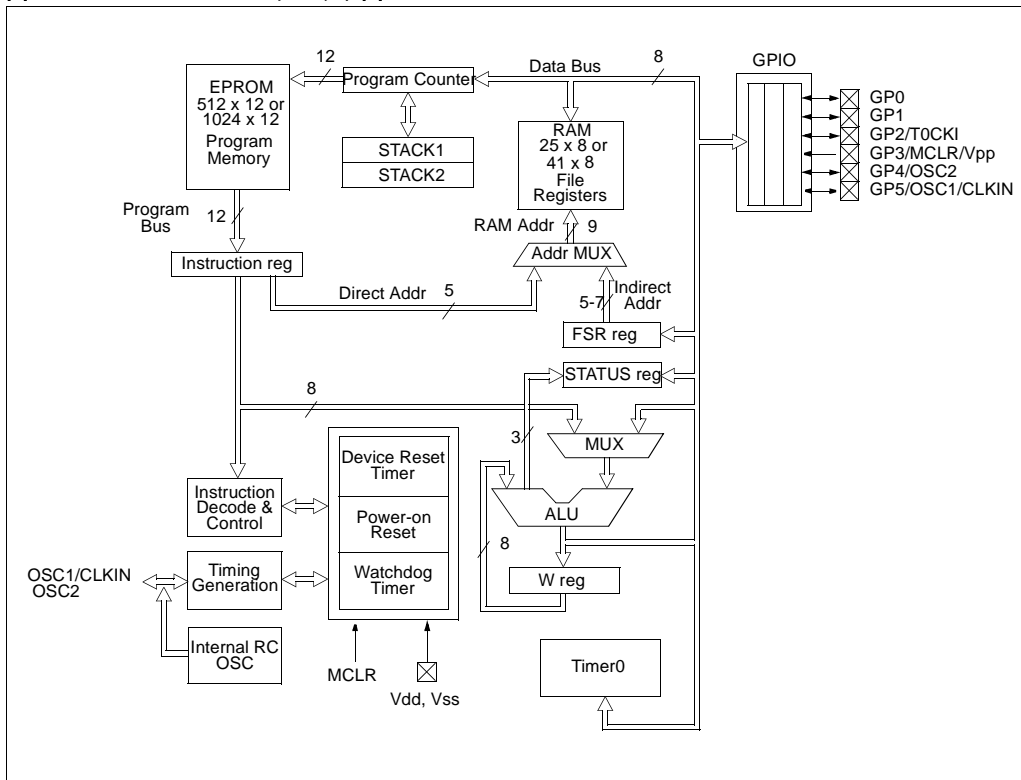 12
Data Bus
8
GPIO
EPROM
512 x 12 or
1024 x 12
Program
Memory
Program Counter
STACK1
STACK2
RAM
25 x 8 or
41 x 8
File
Registers
GP0
GP1
GP2/T0CKI
GP3/MCLR/Vpp
GP4/OSC2
GP5/OSC1/CLKIN
Program
Bus
12
RAM Addr
9
Instruction reg
Addr MUX
Direct Addr
5
5-7
Indirect
Addr
FSR reg
STATUS reg
8
3
MUX
Device Reset
Timer
Instruction
Decode &
Control
Power-on
Reset
ALU
8
OSC1/CLKIN
OSC2
Timing
Generation
Watchdog
Timer
W reg
Internal RC
OSC
MCLR
Vdd, Vss
Timer0